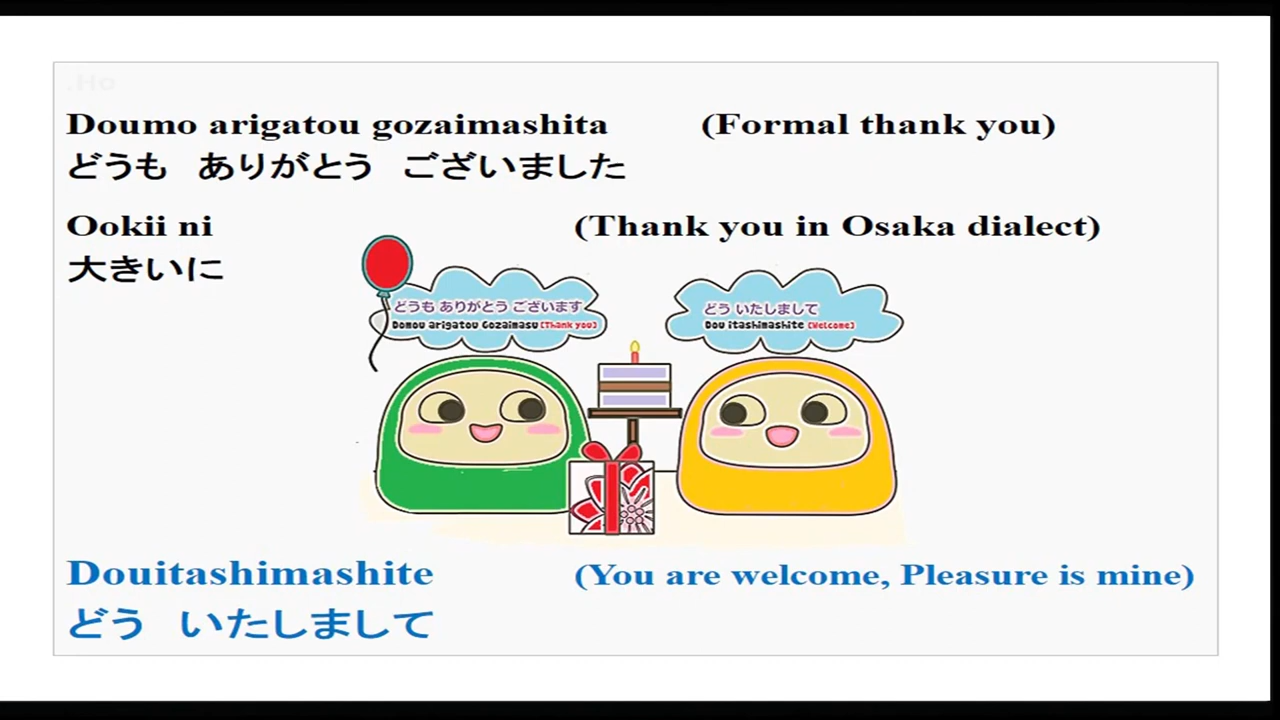 .Ho
Doumo arigatou gozaimashita (Formal thank you)
どうも ありがとう ございました
Ookii ni (Thank you in Osaka dialect)
大きいに
どうも ありがとう ございます
Domou arigatou Gozaimasu (Thank you)
どう いたしまして
Dou itashimashite (Welcome)
Douitashimashite (You are welcome, Pleasure is mine)
どう いたしまして